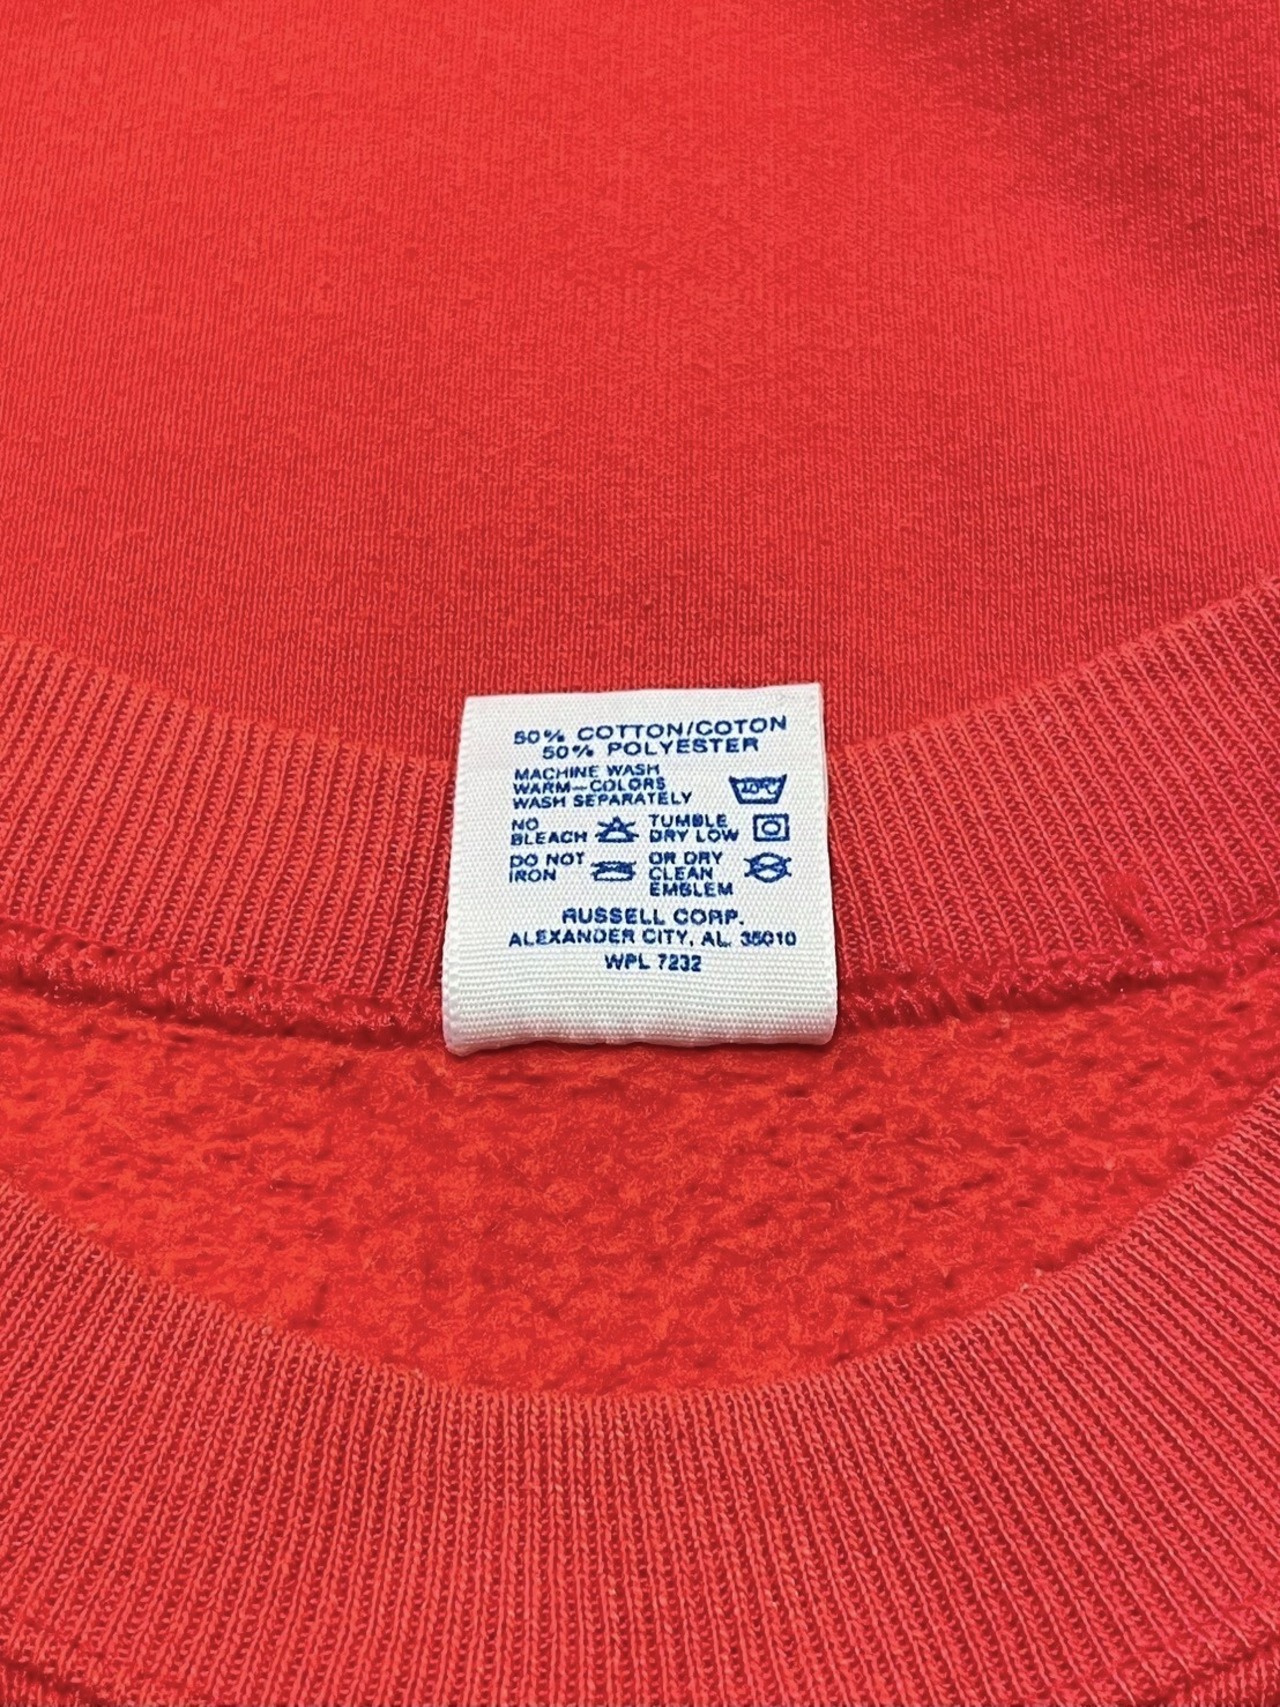 50% COTTON/COTON
50% POLYESTER
MACHINE WASH
WARM-COLORS
WASH SEPARATELY
40°C
NO
BLEACH
TUMBLE
DRY LOW
DO NOT
IRON
OR DRY
CLEAN
EMBLEM
RUSSELL CORP.
ALEXANDER CITY, AL. 35010
WPL 7232